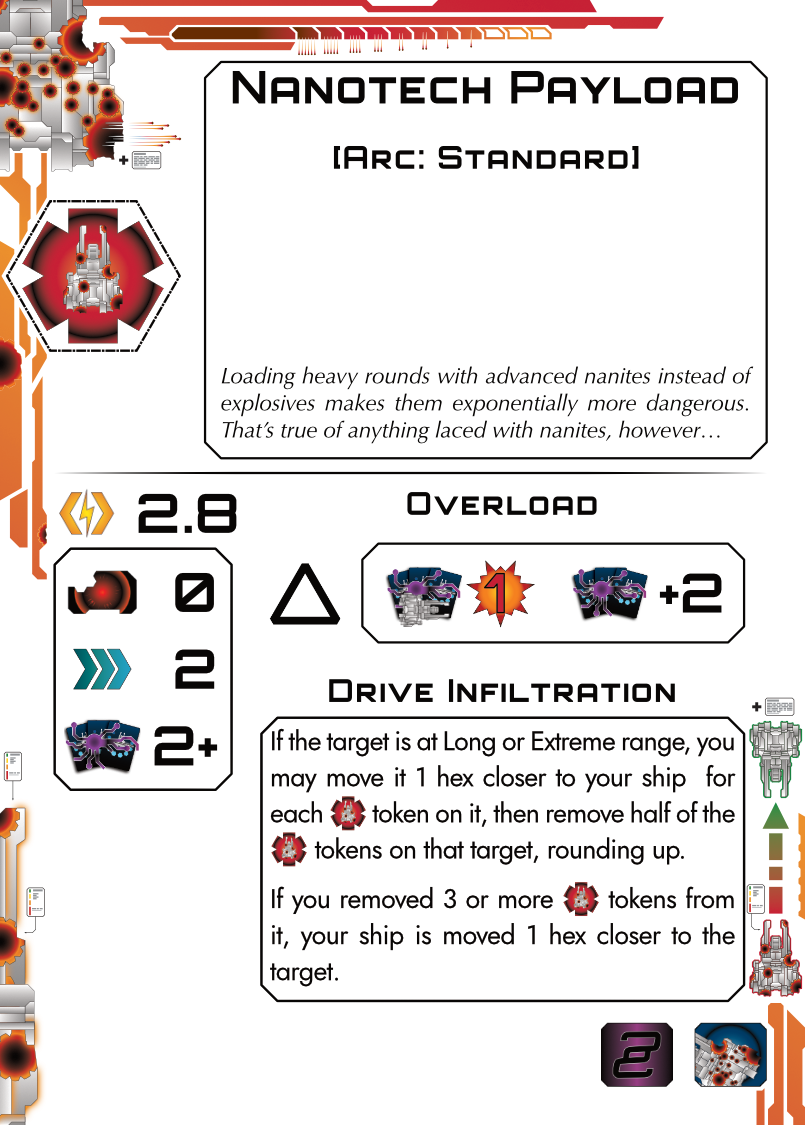 Nanotech Payload
[Arc: Standard]
Loading heavy rounds with advanced nanites instead of
explosives makes them exponentially more dangerous.
That's true of anything laced with nanites, however…
2.8
Overload
0
1
+2
2
2+
Drive Infiltration
If the target is at Long or Extreme range, you
may move it 1 hex closer to your ship for
each token on it, then remove half of the
tokens on that target, rounding up.
If you removed 3 or more tokens from
it, your ship is moved 1 hex closer to the
target.
2